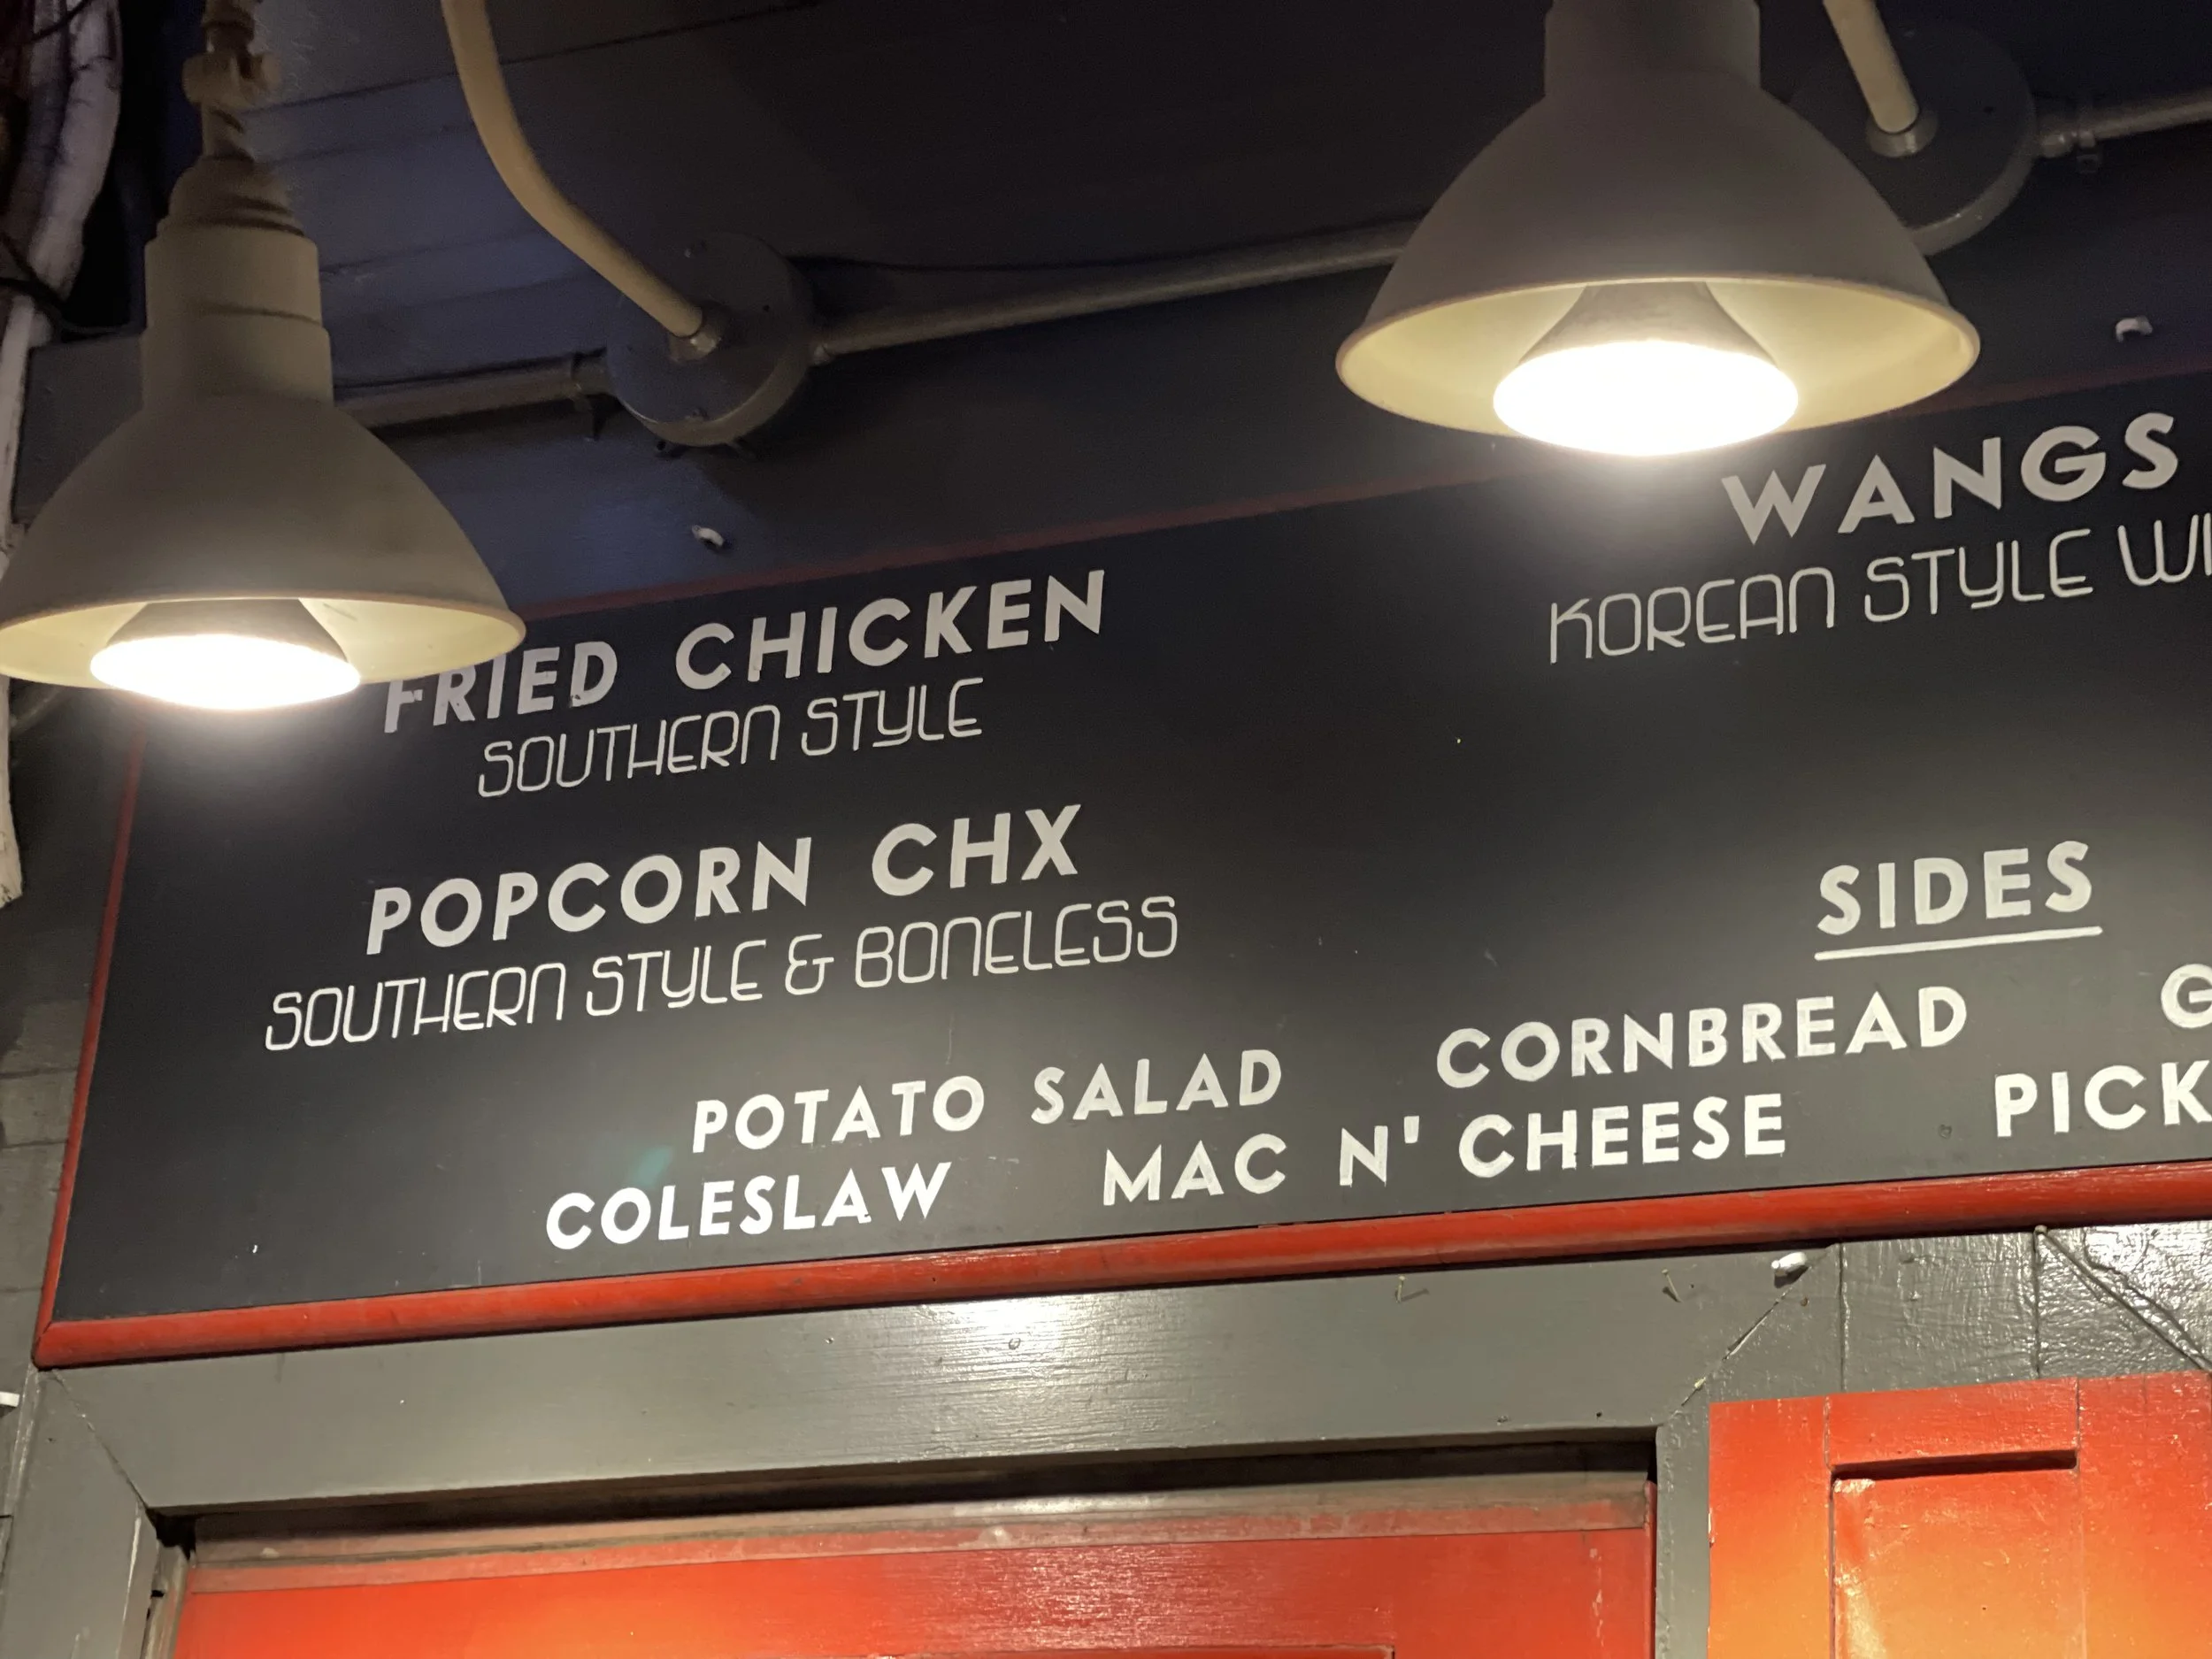 FRIED CHICKEN
SOUTHERN STYLE
POPCORN CHX
SOUTHERN STYLE & BONELESS
WANGS
KOREAN STYLE
SIDES
POTATO SALAD CORNBREAD
COLESLAW MAC N' CHEESE